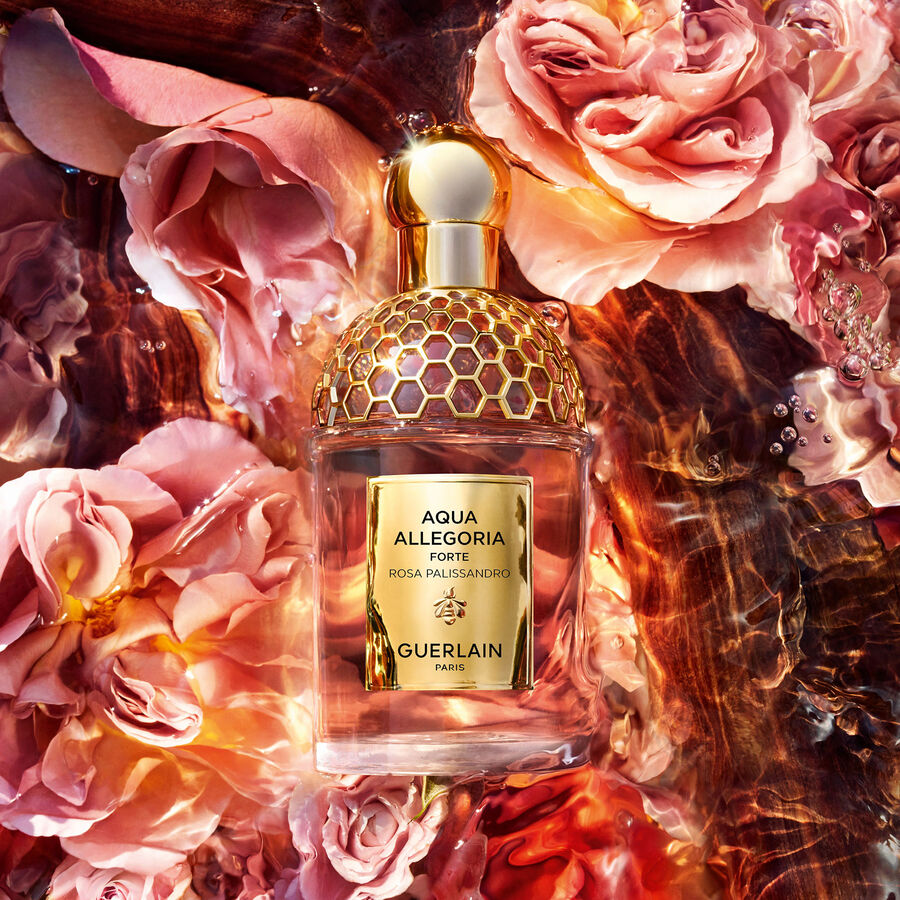 AQUA
ALLEGORIA
FORTE
ROSA PALISSANDRO
GUERLAIN
PARIS